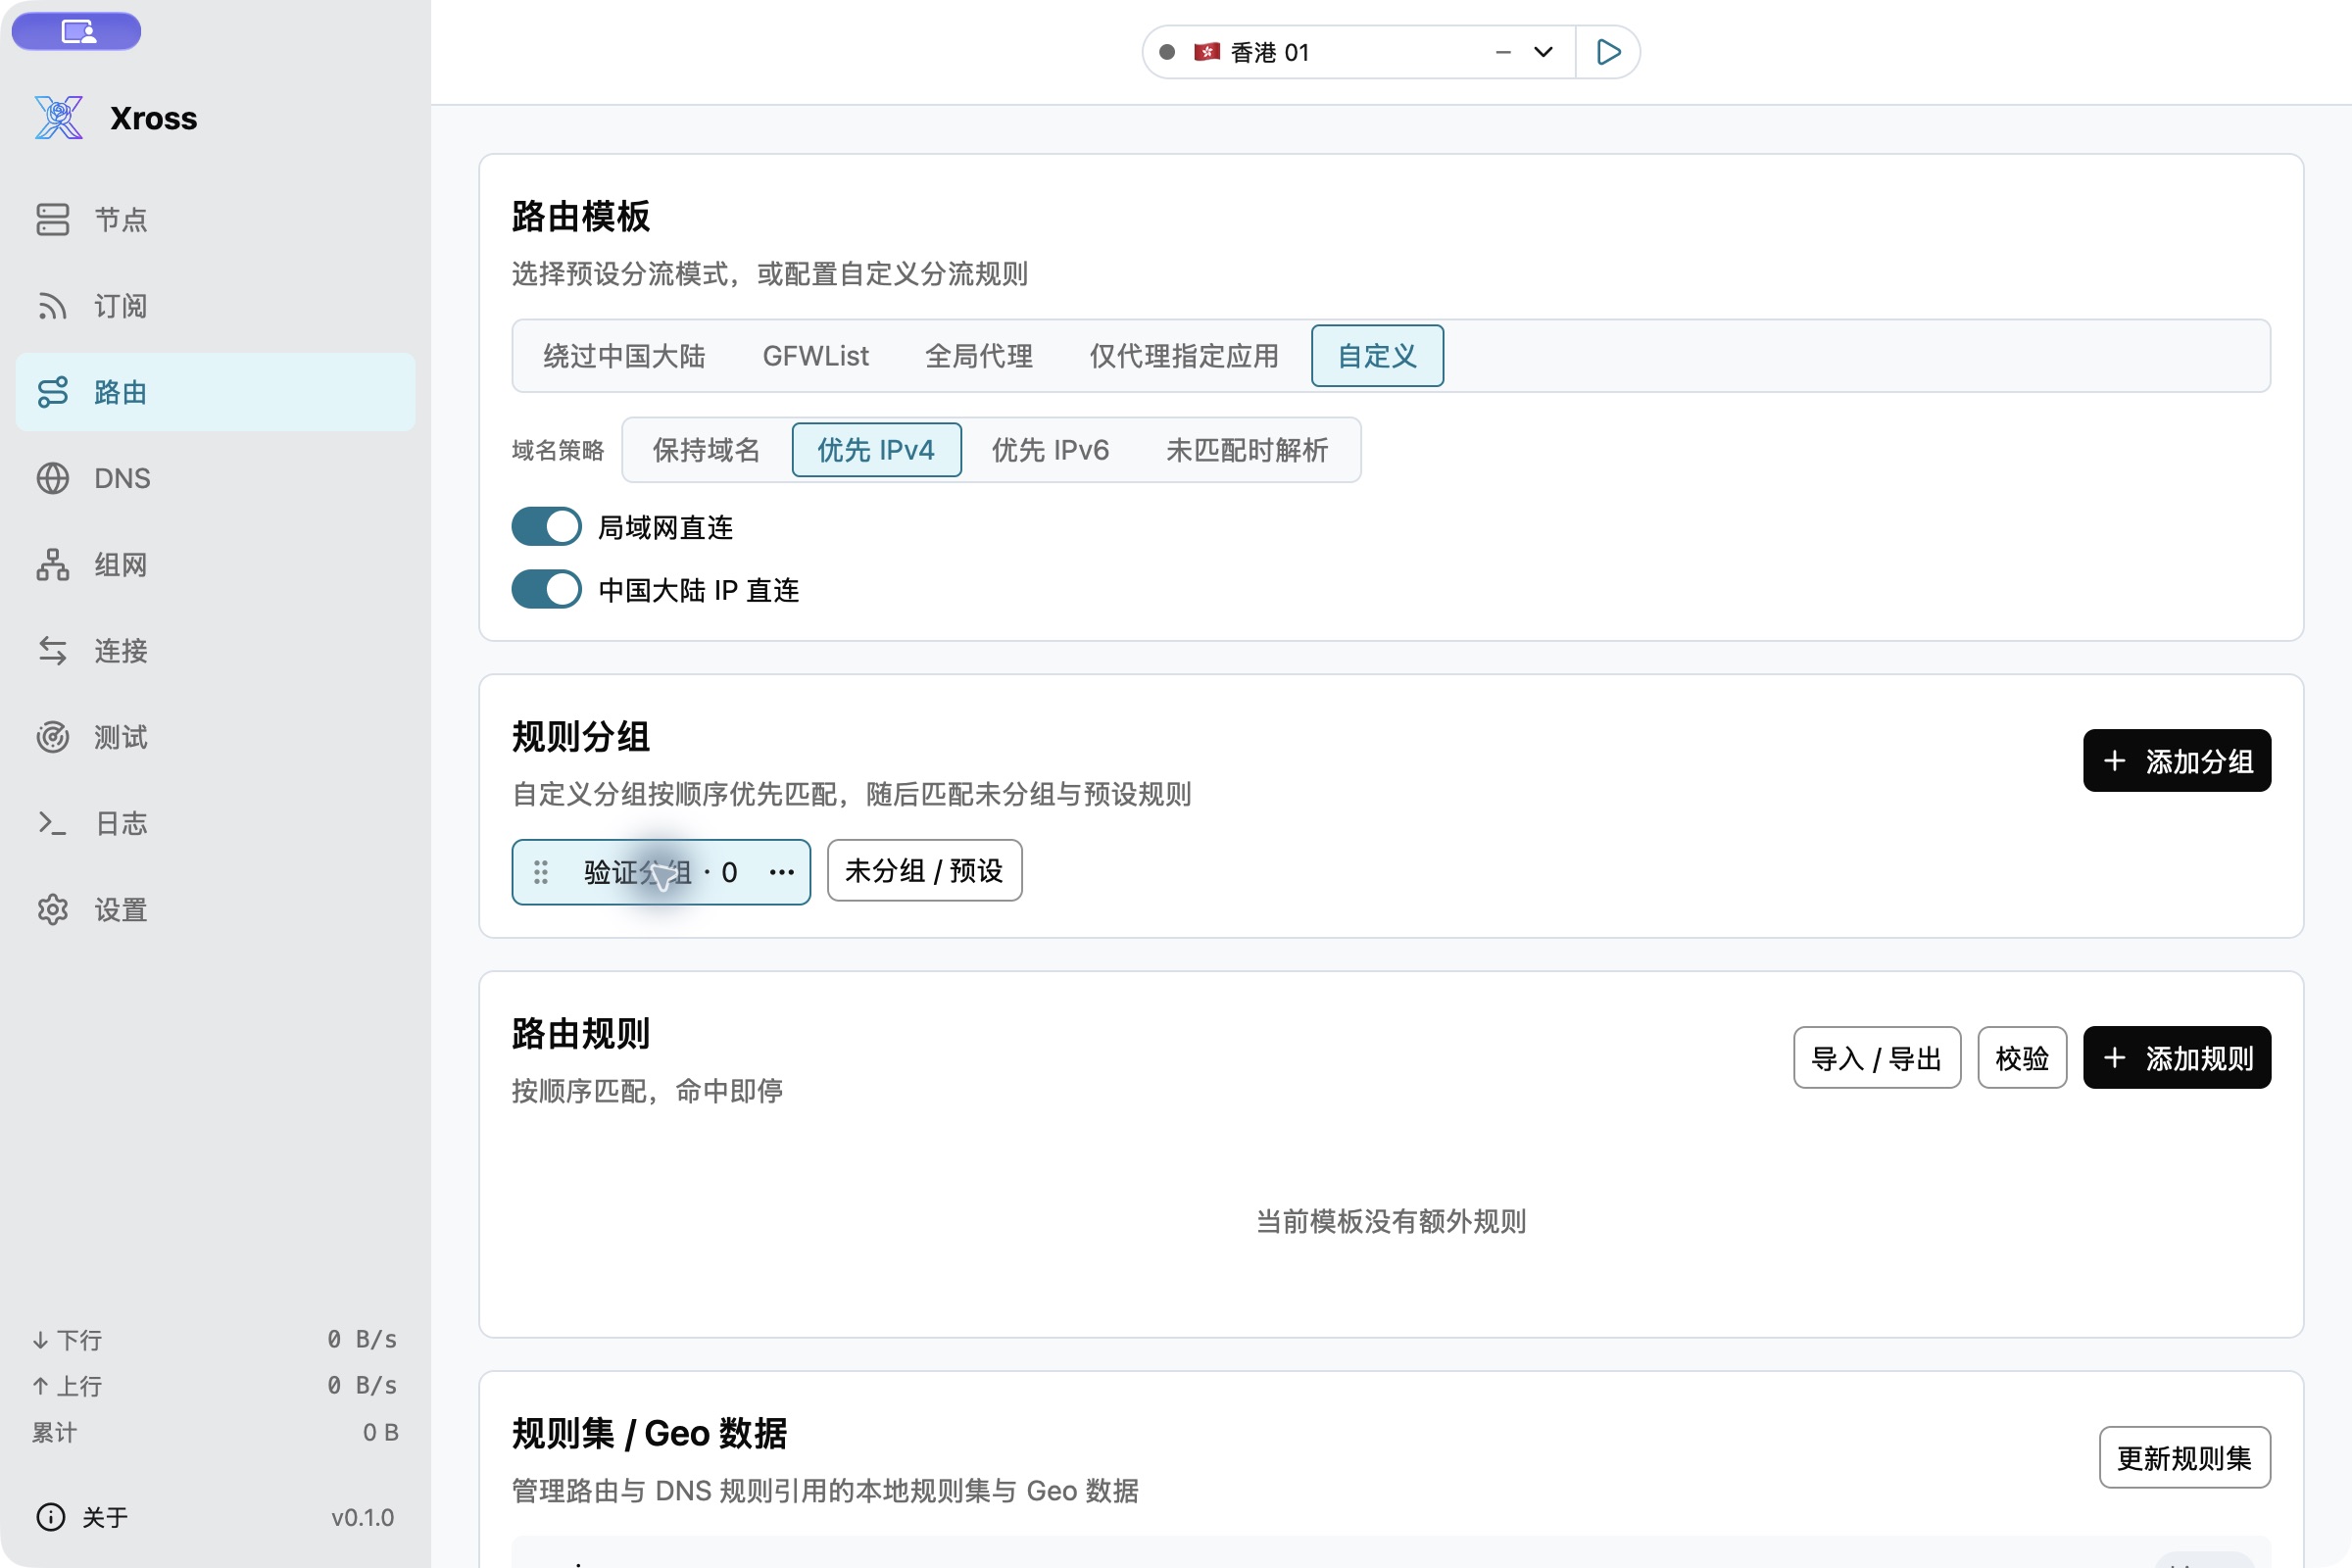 Xross
节点
订阅
路由
DNS
组网
连接
测试
日志
设置
下行 0 B/s
上行 0 B/s
累计 0 B
关于 v0.1.0
香港 01
路由模板
选择预设分流模式，或配置自定义分流规则
绕过中国大陆 GFWList 全局代理 仅代理指定应用 自定义
域名策略 保持域名 优先 IPv4 优先 IPv6 未匹配时解析
局域网直连
中国大陆 IP 直连
规则分组
自定义分组按顺序优先匹配，随后匹配未分组与预设规则
添加分组
验证分组 · 0 ··· 未分组 / 预设
路由规则
按顺序匹配，命中即停
导入 / 导出 校验 添加规则
当前模板没有额外规则
规则集 / Geo 数据
管理路由与 DNS 规则引用的本地规则集与 Geo 数据
更新规则集